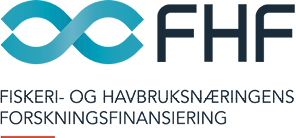 FHF
FISKERI- OG HAVBRUKSNÆRINGENS
FORSKNINGSFINANSIERING